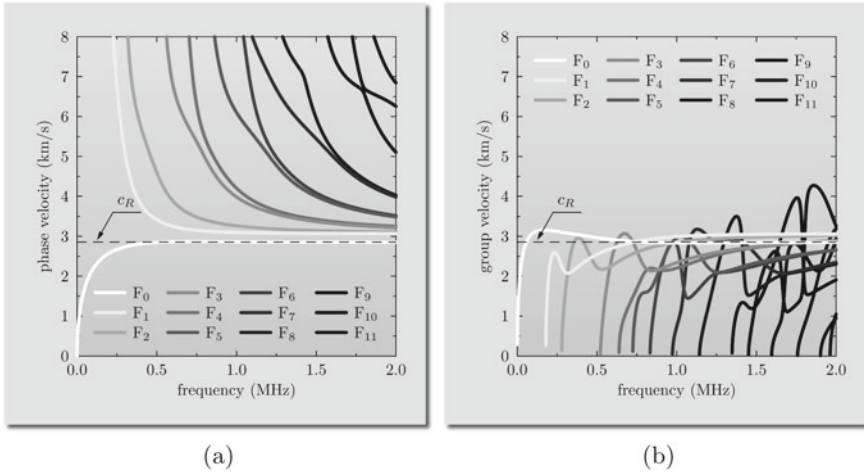 8
7
6
5
4
3
2
1
0
phase velocity (km/s)
c_R
F₀ F₃ F₆ F₉
F₁ F₄ F₇ F₁₀
F₂ F₅ F₈ F₁₁
0.0 0.5 1.0 1.5 2.0
frequency (MHz)
(a)
8
7
6
5
4
3
2
1
0
group velocity (km/s)
F₀ F₃ F₆ F₉
F₁ F₄ F₇ F₁₀
F₂ F₅ F₈ F₁₁
c_R
0.0 0.5 1.0 1.5 2.0
frequency (MHz)
(b)